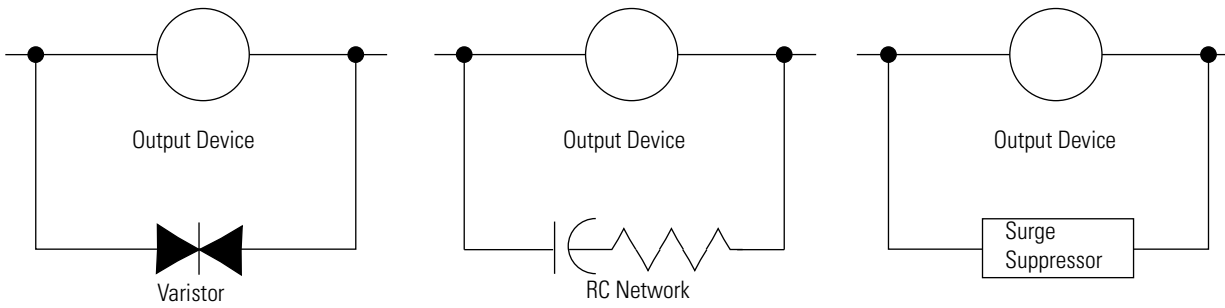 Output Device
Output Device
Output Device
Varistor
RC Network
Surge
Suppressor